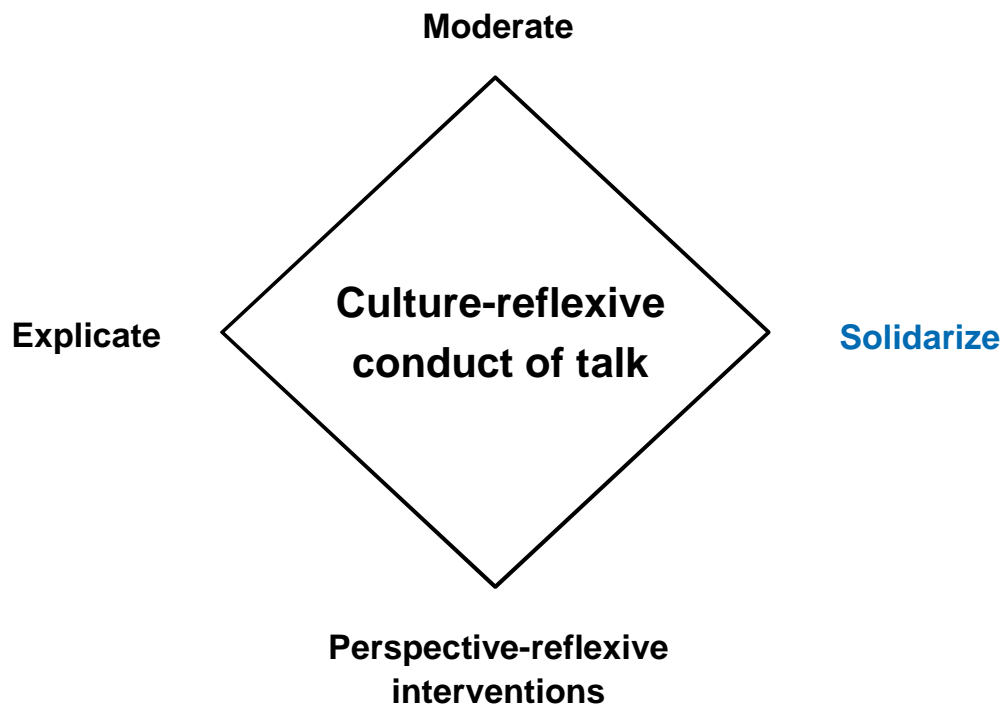 Moderate
Culture-reflexive
conduct of talk
Explicate
Solidarize
Perspective-reflexive
interventions